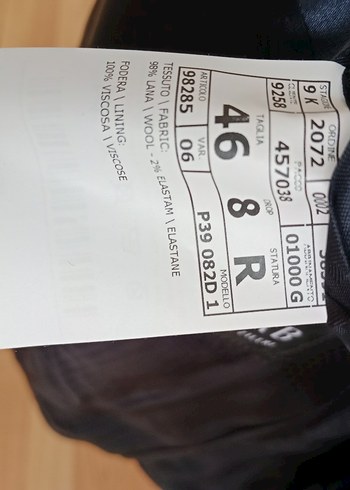 STAG. ORDINE
9 K 2072 0002
CLIENTE PACCO ABBINAMENTO
9258 457038 01000 G
TAGLIA DROP STATURA
46 8 R
ARTICOLO VAR. MODELLO
98285 06 P39 082D 1
TESSUTO \ FABRIC:
98% LANA \ WOOL - 2% ELASTAM \ ELASTANE
FODERA \ LINING:
100% VISCOSA \ VISCOSE